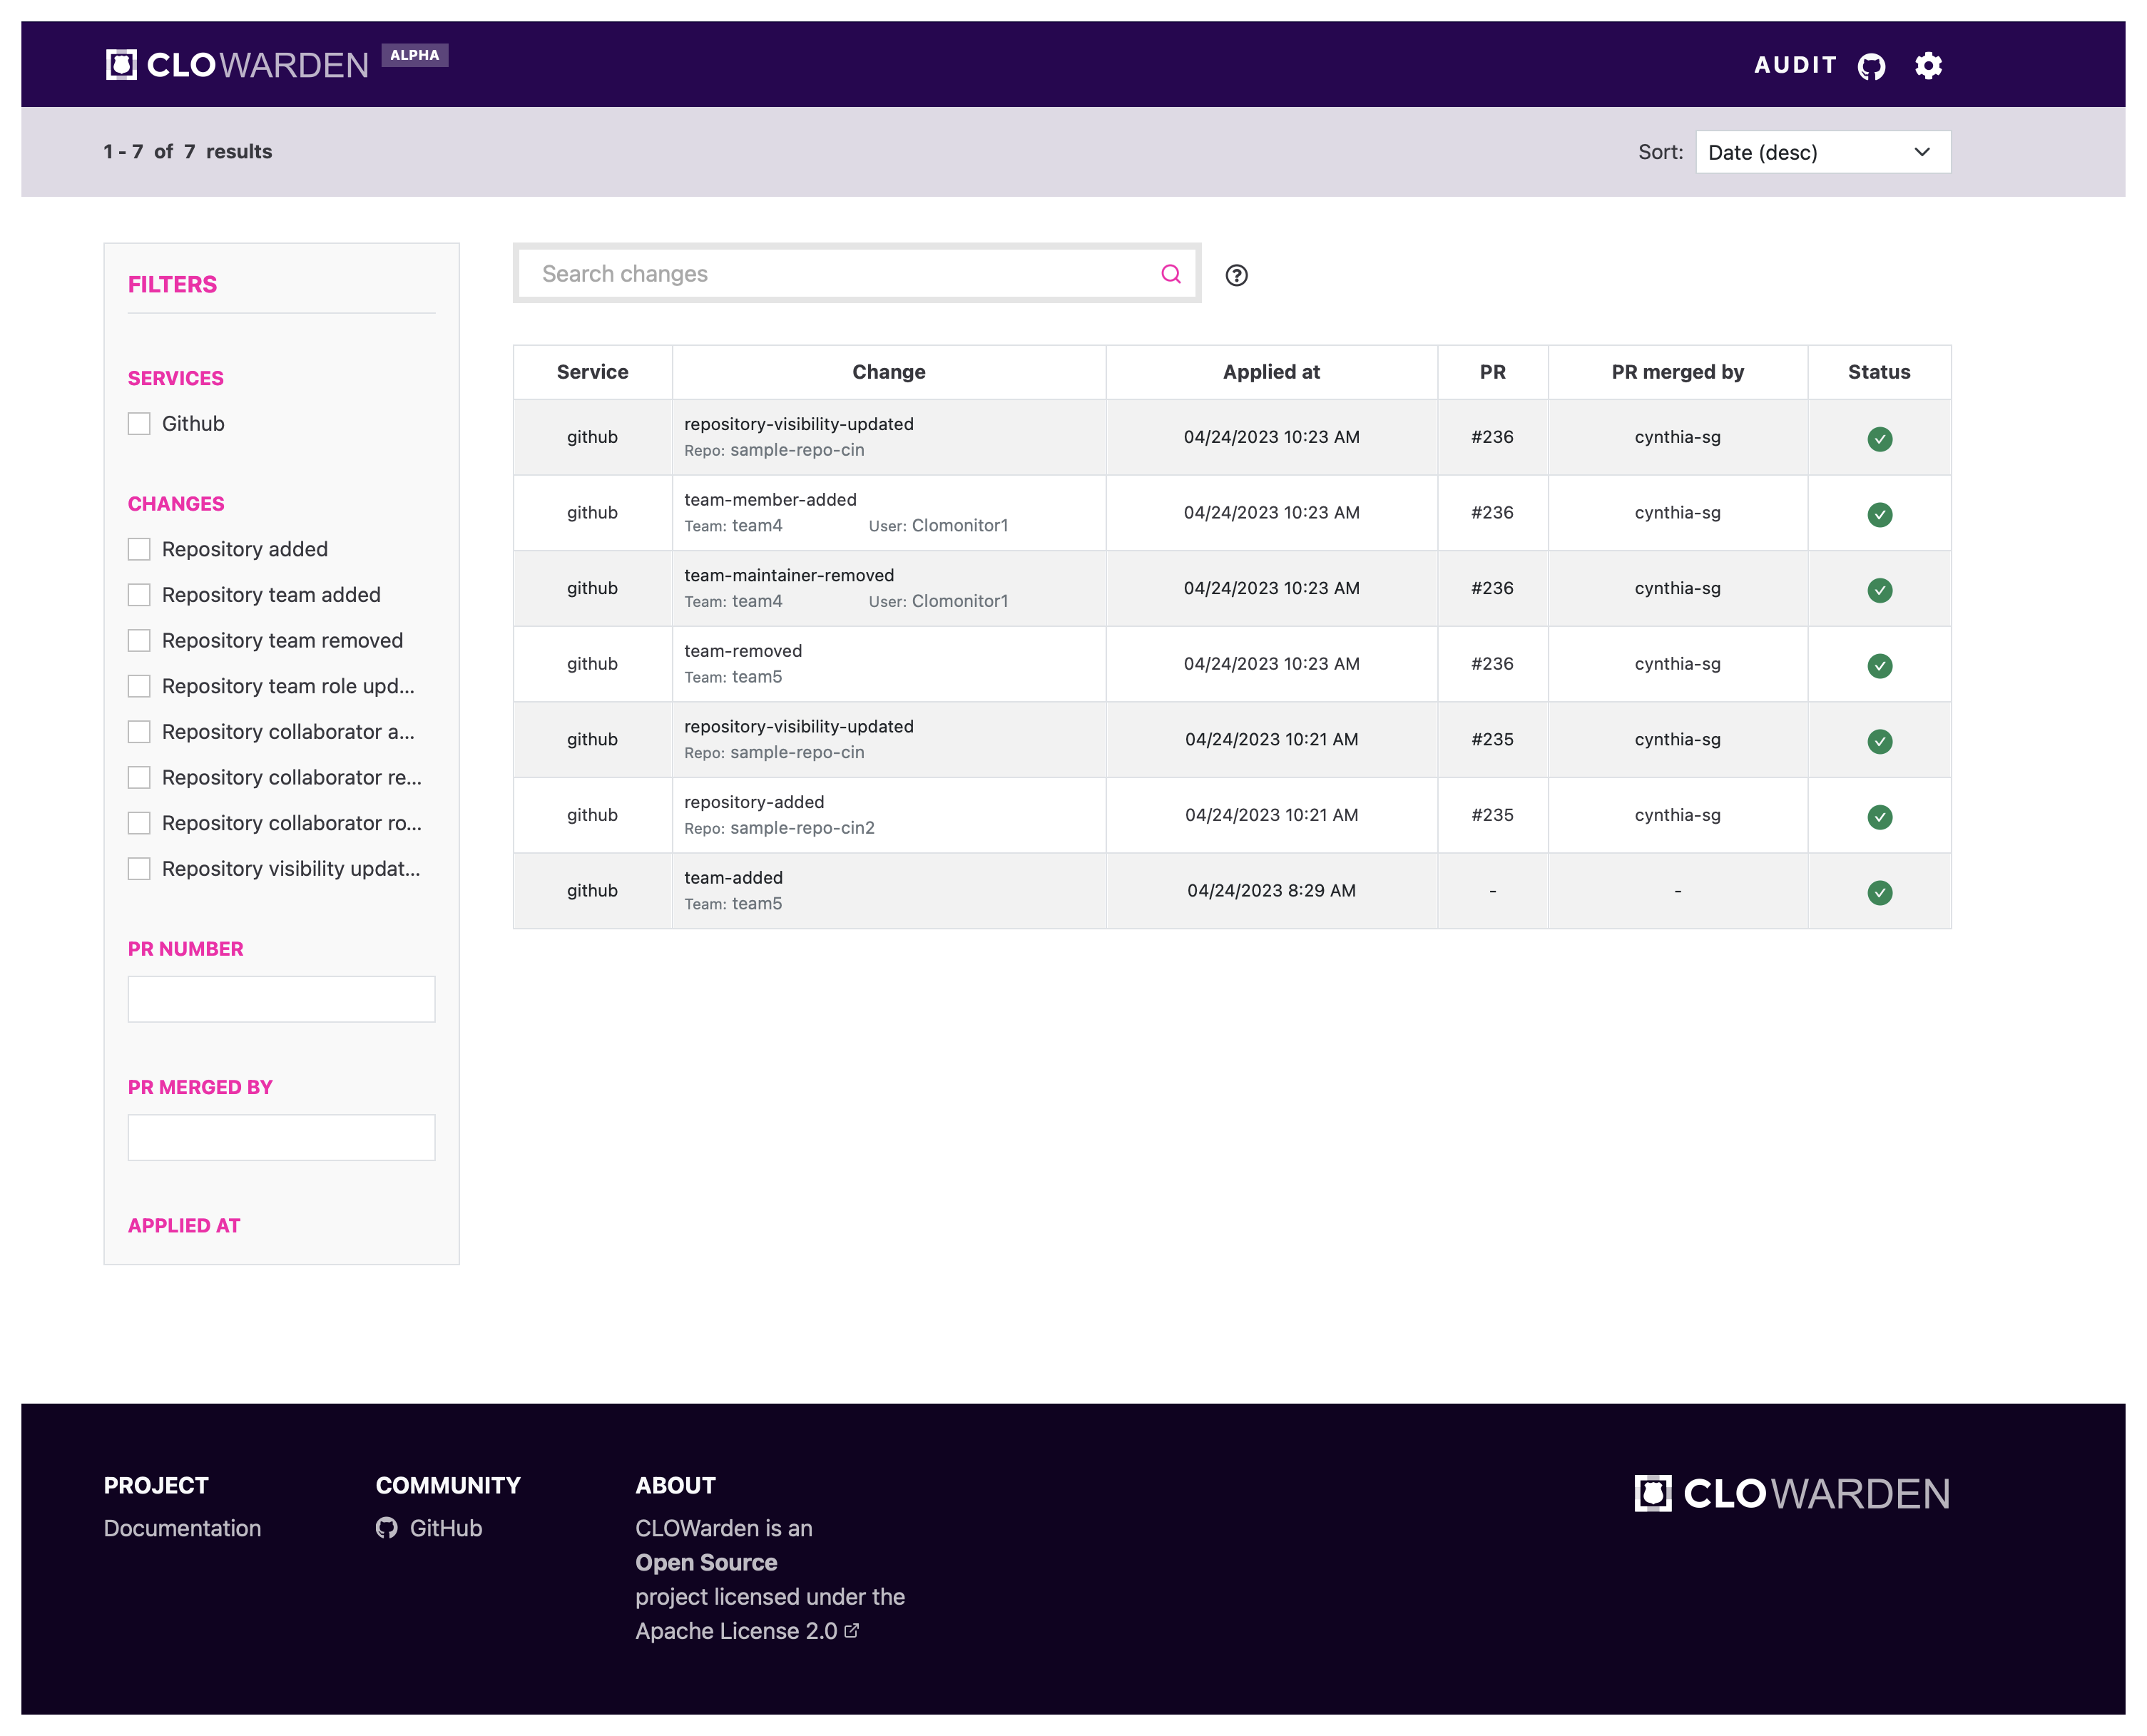 CLOWARDEN ALPHA
AUDIT
1 - 7 of 7 results
Sort: Date (desc)
FILTERS
SERVICES
Github
CHANGES
Repository added
Repository team added
Repository team removed
Repository team role upd...
Repository collaborator a...
Repository collaborator re...
Repository collaborator ro...
Repository visibility updat...
PR NUMBER
PR MERGED BY
APPLIED AT
Search changes
Service Change Applied at PR PR merged by Status
github repository-visibility-updated 04/24/2023 10:23 AM #236 cynthia-sg
Repo: sample-repo-cin
github team-member-added 04/24/2023 10:23 AM #236 cynthia-sg
Team: team4 User: Clomonitor1
github team-maintainer-removed 04/24/2023 10:23 AM #236 cynthia-sg
Team: team4 User: Clomonitor1
github team-removed 04/24/2023 10:23 AM #236 cynthia-sg
Team: team5
github repository-visibility-updated 04/24/2023 10:21 AM #235 cynthia-sg
Repo: sample-repo-cin
github repository-added 04/24/2023 10:21 AM #235 cynthia-sg
Repo: sample-repo-cin2
github team-added 04/24/2023 8:29 AM - -
Team: team5
PROJECT
Documentation
COMMUNITY
GitHub
ABOUT
CLOWarden is an
Open Source
project licensed under the
Apache License 2.0
CLOWARDEN